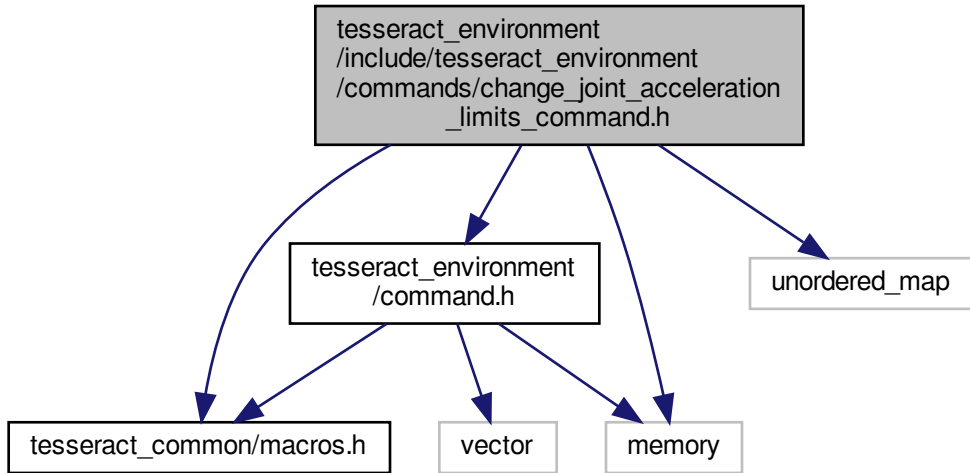 tesseract_environment
/include/tesseract_environment
/commands/change_joint_acceleration
_limits_command.h
tesseract_environment
/command.h
unordered_map
tesseract_common/macros.h
vector
memory